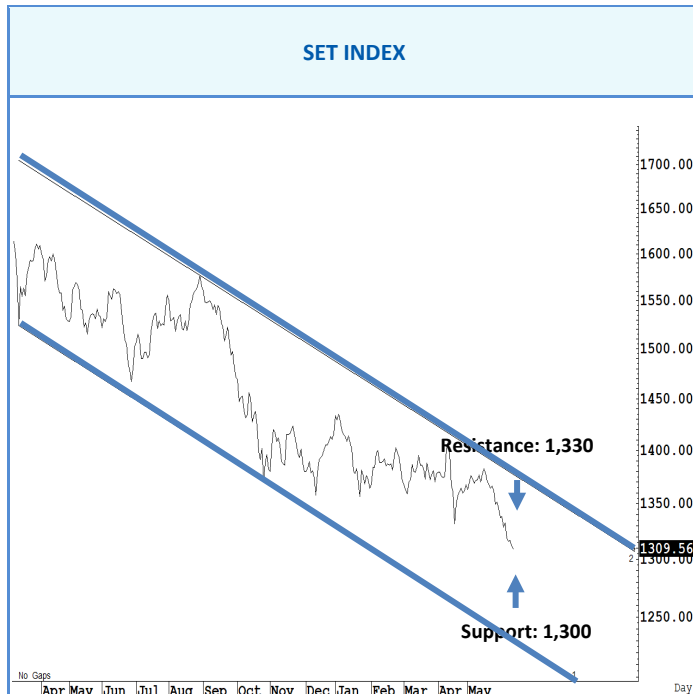 SET INDEX
1700.00
1650.00
1600.00
1550.00
1500.00
1450.00
1400.00
Resistance: 1,330
1350.00
1309.56
2
1300.00
1250.00
Support: 1,300
No Gaps
1
Apr May Jun Jul Aug Sep Oct Nov Dec Jan Feb Mar Apr May Day